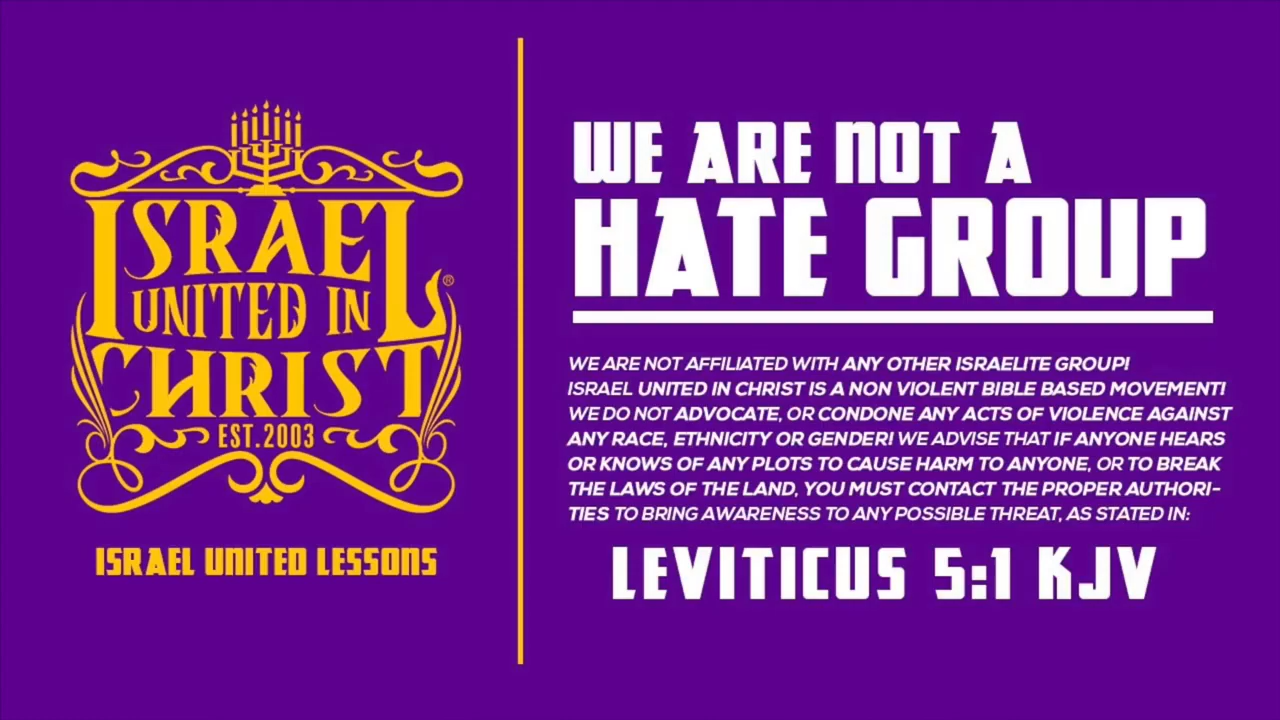 ISRAEL
UNITED IN
CHRIST
®
EST.2003
ISRAEL UNITED LESSONS
WE ARE NOT A
HATE GROUP
WE ARE NOT AFFILIATED WITH ANY OTHER ISRAELITE GROUP!
ISRAEL UNITED IN CHRIST IS A NON VIOLENT BIBLE BASED MOVEMENT!
WE DO NOT ADVOCATE, OR CONDONE ANY ACTS OF VIOLENCE AGAINST
ANY RACE, ETHNICITY OR GENDER! WE ADVISE THAT IF ANYONE HEARS
OR KNOWS OF ANY PLOTS TO CAUSE HARM TO ANYONE, OR TO BREAK
THE LAWS OF THE LAND, YOU MUST CONTACT THE PROPER AUTHORI-
TIES TO BRING AWARENESS TO ANY POSSIBLE THREAT, AS STATED IN:
LEVITICUS 5:1 KJV